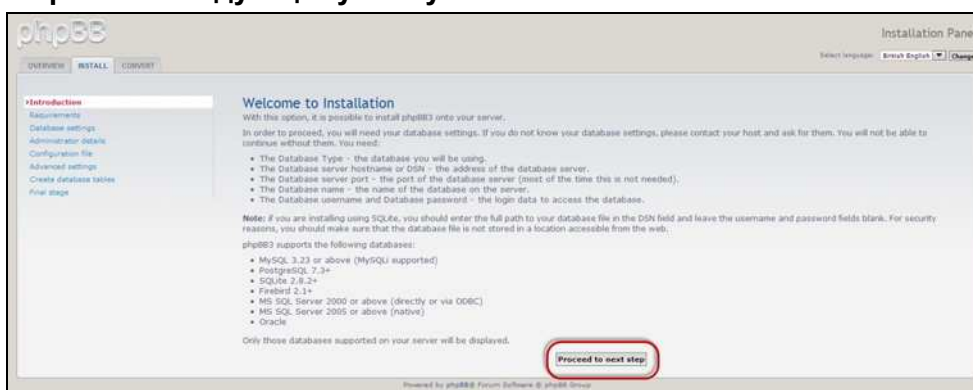 phpBB
Installation Pane
Select language: British English Change
OVERVIEW INSTALL CONVERT
Introduction
Requirements
Database settings
Administrator details
Configuration file
Advanced settings
Create database tables
Final stage
Welcome to Installation
With this option, it is possible to install phpBB3 onto your server.
In order to proceed, you will need your database settings. If you do not know your database settings, please contact your host and ask for them. You will not be able to
continue without them. You need:
• The Database Type - the database you will be using.
• The Database server hostname or DSN - the address of the database server.
• The Database server port - the port of the database server (most of the time this is not needed).
• The Database name - the name of the database on the server.
• The Database username and Database password - the login data to access the database.
Note: if you are installing using SQLite, you should enter the full path to your database file in the DSN field and leave the username and password fields blank. For security
reasons, you should make sure that the database file is not stored in a location accessible from the web.
phpBB3 supports the following databases:
• MySQL 3.23 or above (MySQLi supported)
• PostgreSQL 7.3+
• SQLite 2.8.2+
• Firebird 2.1+
• MS SQL Server 2000 or above (directly or via ODBC)
• MS SQL Server 2005 or above (native)
• Oracle
Only those databases supported on your server will be displayed.
Proceed to next step
Powered by phpBB® Forum Software © phpBB Group